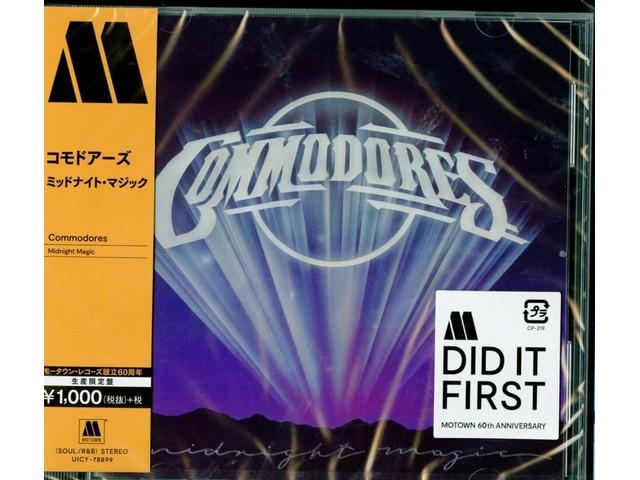 コモドアーズ
ミッドナイト・マジック
Commodores
Midnight Magic
モータウン・レコーズ設立60周年
生産限定盤
¥1,000(税抜)+税
MOTOWN
(SOUL/R&B) STEREO
UICY-78899
COMMODORES
midnight magic
プラ
CP-219
M
DID IT
FIRST
MOTOWN 60th ANNIVERSARY